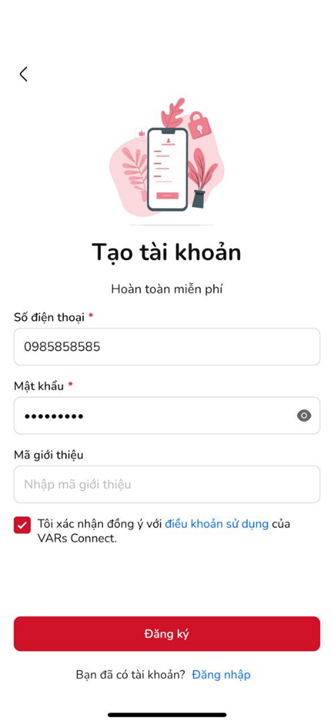 Tạo tài khoản
Hoàn toàn miễn phí
Số điện thoại *
0985858585
Mật khẩu *
•••••••••
Mã giới thiệu
Nhập mã giới thiệu
Tôi xác nhận đồng ý với điều khoản sử dụng của
VARs Connect.
Đăng ký
Bạn đã có tài khoản? Đăng nhập